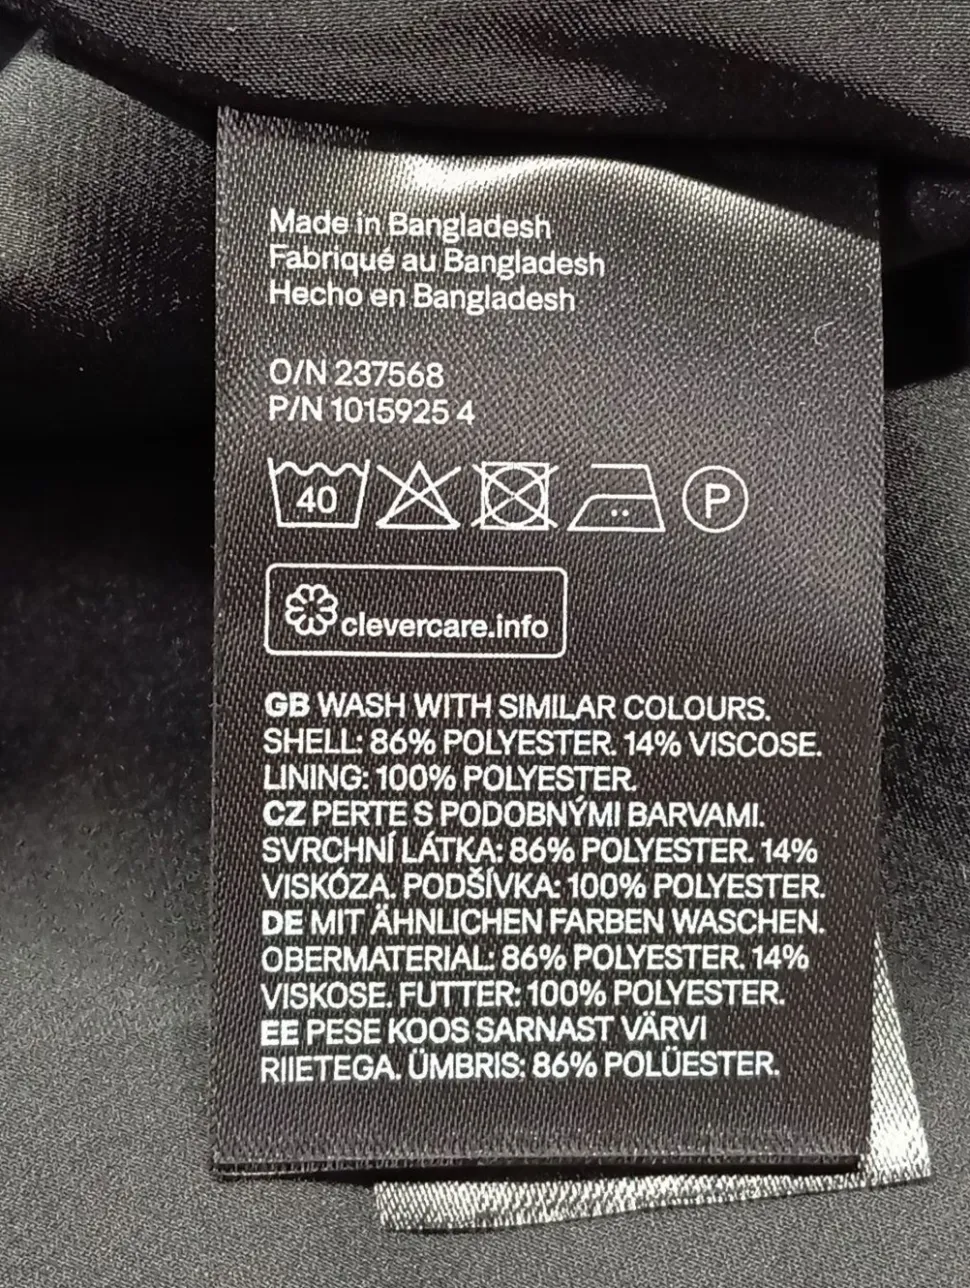 Made in Bangladesh
Fabriqué au Bangladesh
Hecho en Bangladesh
O/N 237568
P/N 1015925 4
40
P
clevercare.info
GB WASH WITH SIMILAR COLOURS.
SHELL: 86% POLYESTER. 14% VISCOSE.
LINING: 100% POLYESTER.
CZ PERTE S PODOBNÝMI BARVAMI.
SVRCHNÍ LÁTKA: 86% POLYESTER. 14%
VISKÓZA. PODŠÍVKA: 100% POLYESTER.
DE MIT ÄHNLICHEN FARBEN WASCHEN.
OBERMATERIAL: 86% POLYESTER. 14%
VISKOSE. FUTTER: 100% POLYESTER.
EE PESE KOOS SARNAST VÄRVI
RIIETEGA. ÜMBRIS: 86% POLÜESTER.